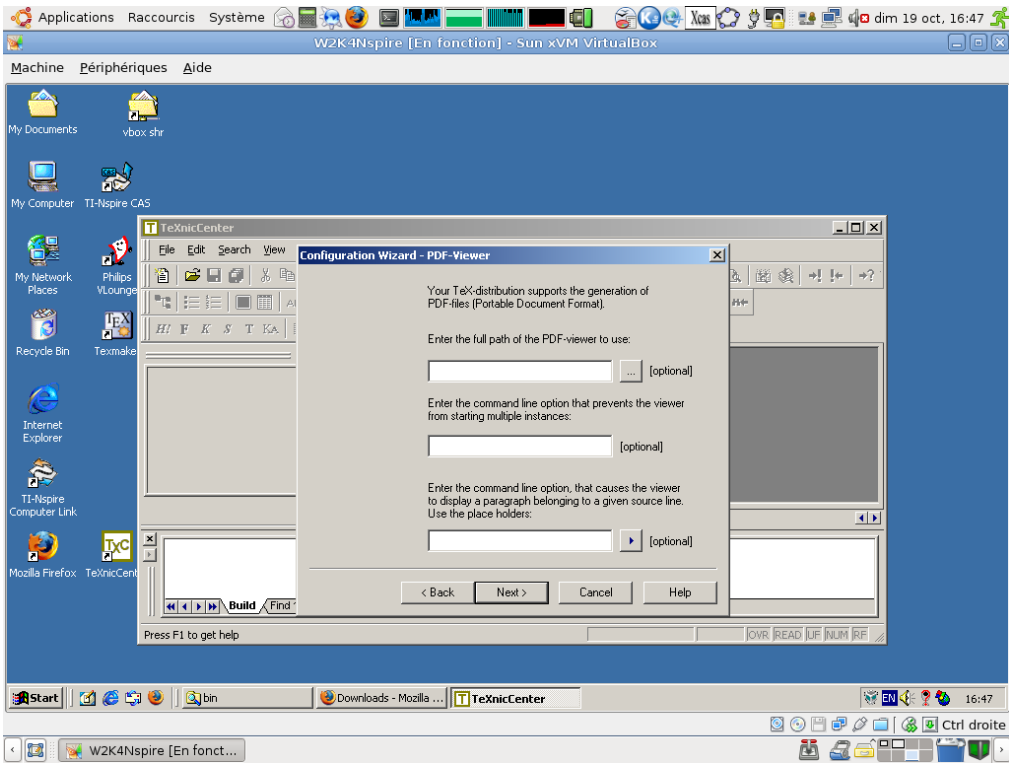 Applications Raccourcis Système Xcas dim 19 oct, 16:47
W2K4Nspire [En fonction] - Sun xVM VirtualBox
Machine Périphériques Aide
My Documents
vbox shr
My Computer
TI-Nspire CAS
My Network Places
Philips VLounge
Recycle Bin
Texmake
Internet Explorer
TI-Nspire Computer Link
Mozilla Firefox
TeXnicCent
TeXnicCenter
File Edit Search View
H! F K S T KA
Configuration Wizard - PDF-Viewer
Your TeX-distribution supports the generation of
PDF-files (Portable Document Format).
Enter the full path of the PDF-viewer to use:
... [optional]
Enter the command line option that prevents the viewer
from starting multiple instances:
[optional]
Enter the command line option, that causes the viewer
to display a paragraph belonging to a given source line.
Use the place holders:
[optional]
< Back Next > Cancel Help
Build Find
Press F1 to get help OVR READ UF NUM RF
Start bin Downloads - Mozilla ... TeXnicCenter EN 16:47
Ctrl droite
W2K4Nspire [En fonct...